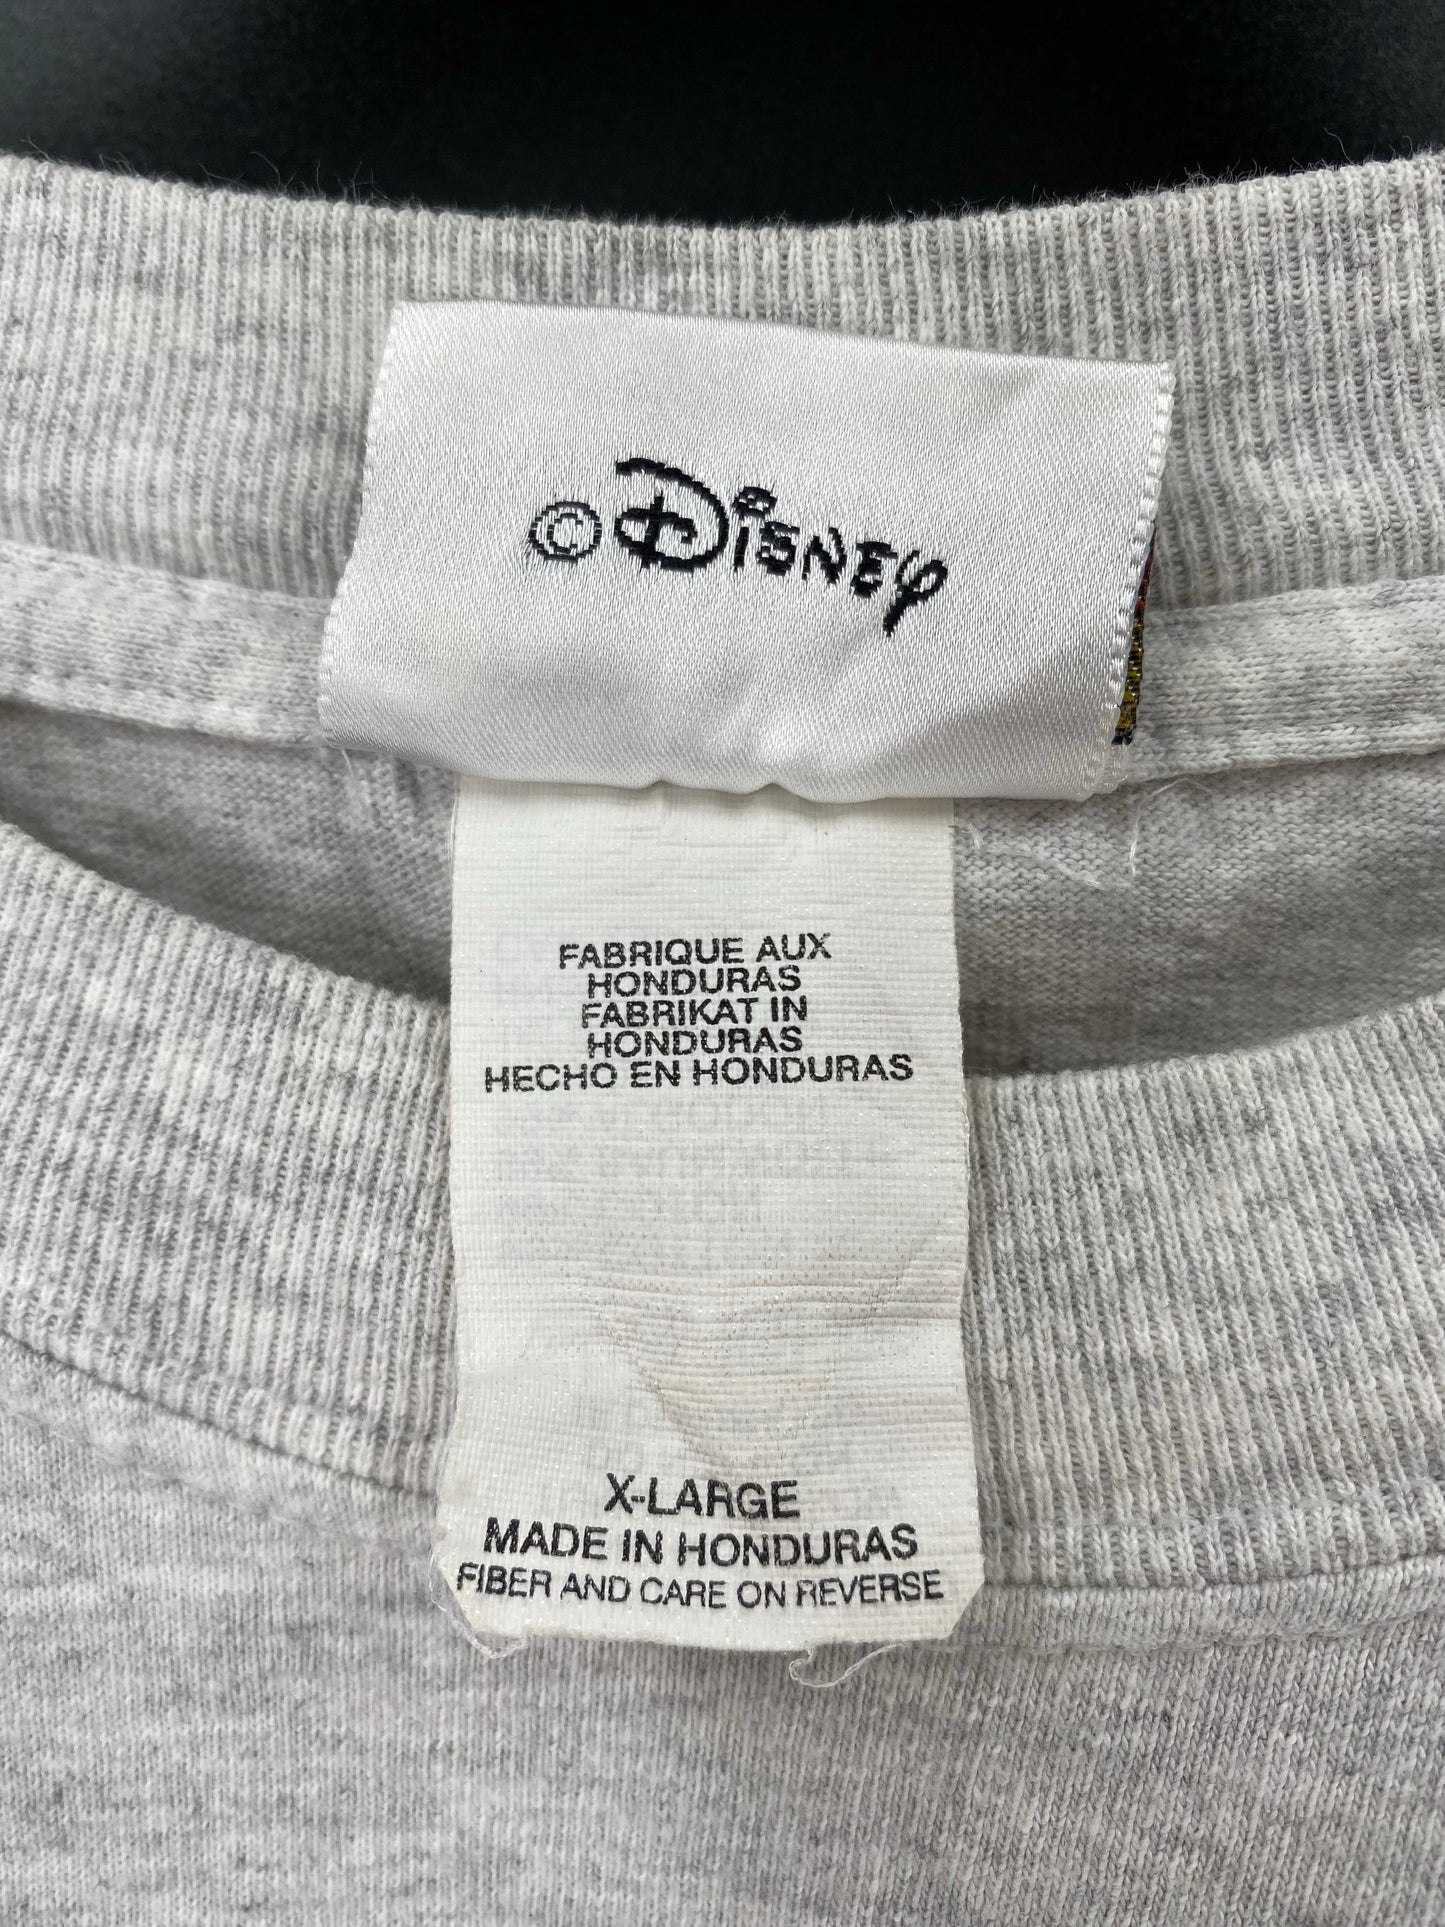 © Disney
FABRIQUE AUX
HONDURAS
FABRIKAT IN
HONDURAS
HECHO EN HONDURAS
X-LARGE
MADE IN HONDURAS
FIBER AND CARE ON REVERSE